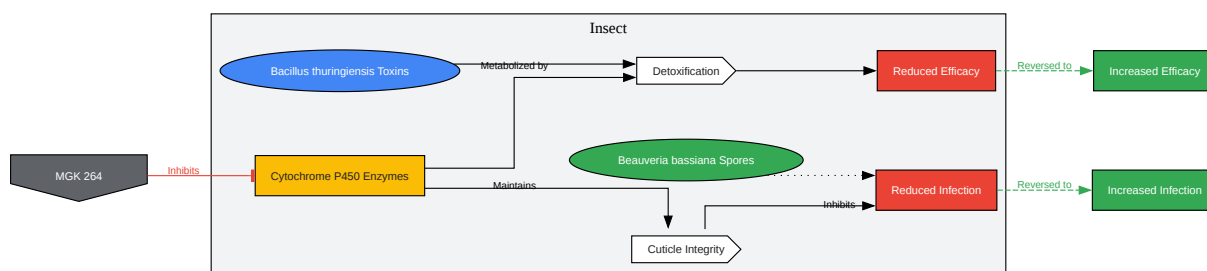 Insect
Bacillus thuringiensis Toxins
Metabolized by
Detoxification
Reduced Efficacy
Reversed to
Increased Efficacy
MGK 264
Inhibits
Cytochrome P450 Enzymes
Maintains
Beauveria bassiana Spores
Reduced Infection
Reversed to
Increased Infection
Inhibits
Cuticle Integrity